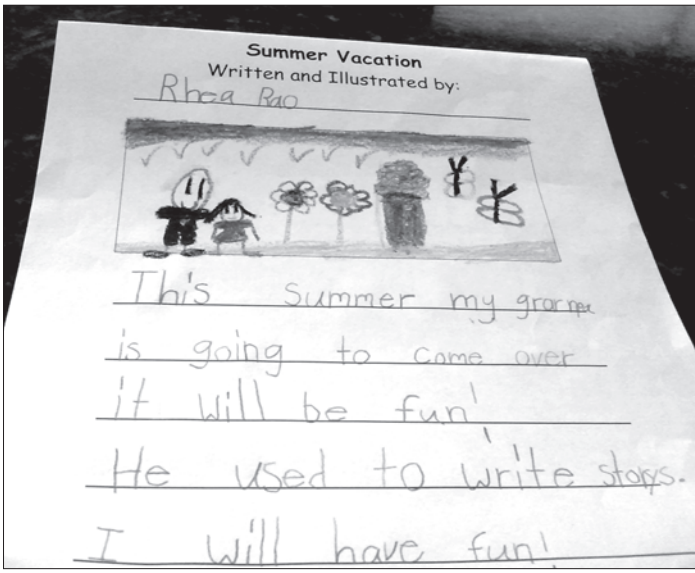 Summer Vacation
Written and Illustrated by:
Rhea Rao
This summer my
is going to come over
it will be fun!
He used to write storys.
I will have fun!